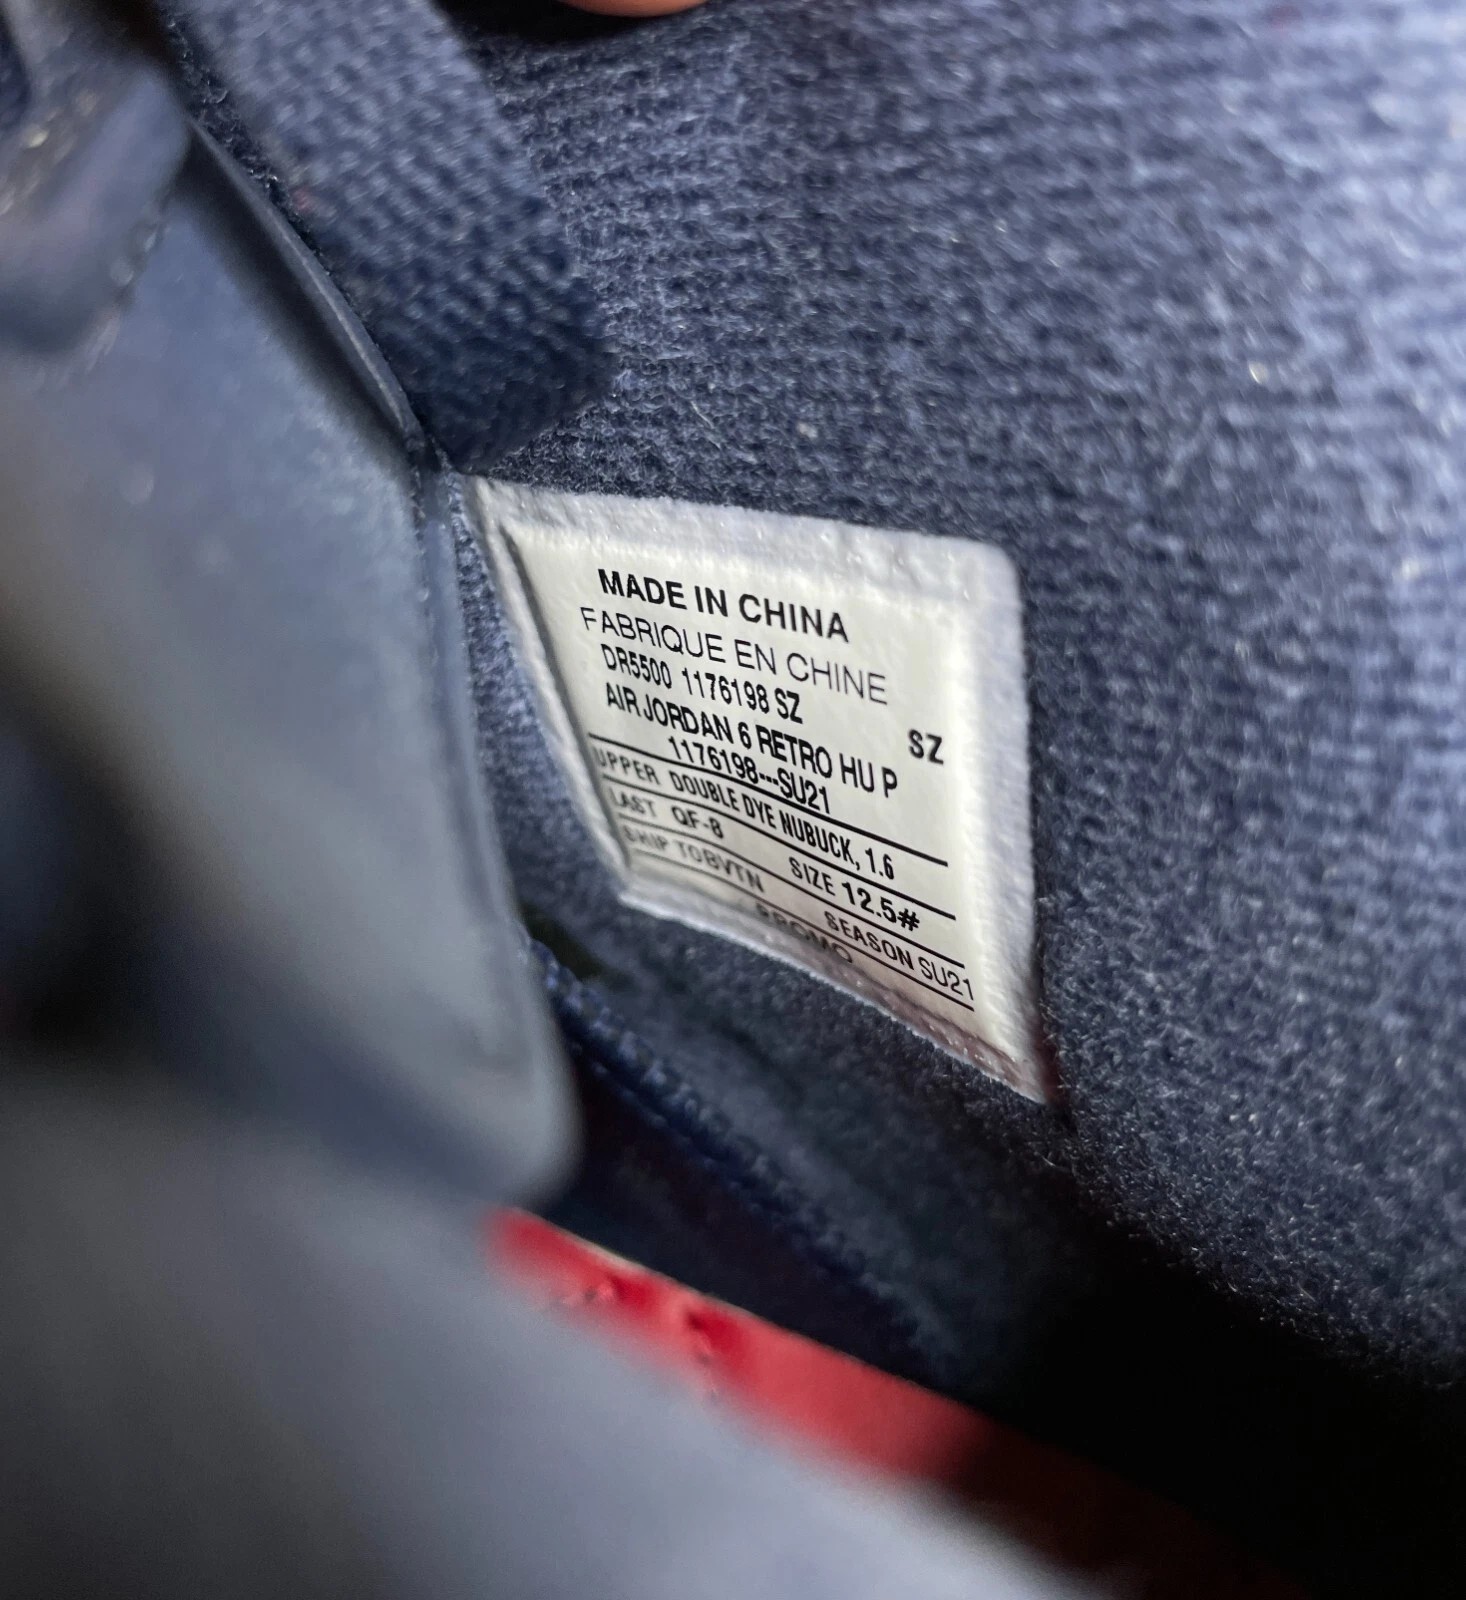 MADE IN CHINA
FABRIQUE EN CHINE
DR5500 1176198 SZ
SZ
AIR JORDAN 6 RETRO HU P
1176198---SU21
UPPER DOUBLE DYE NUBUCK, 1.6
LAST QF-8 SIZE 12.5#
SHIP TOBVTN SEASON SU21
PROMO